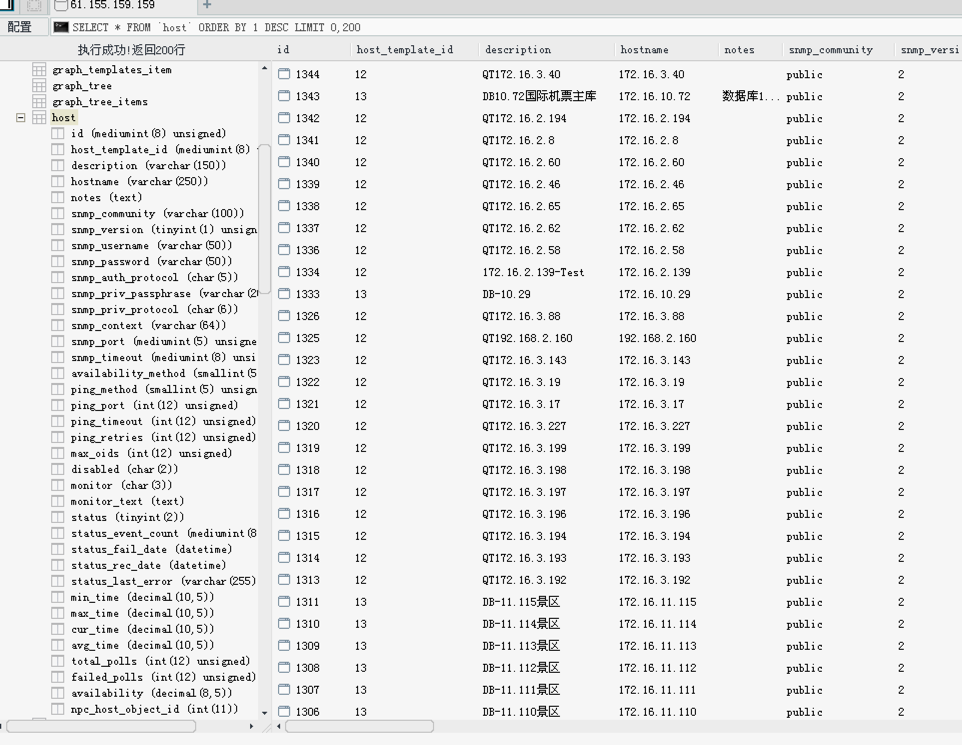 61.155.159.159
+
配置
SELECT * FROM `host` ORDER BY 1 DESC LIMIT 0,200
执行成功!返回200行
graph_templates_item
graph_tree
graph_tree_items
host
id (mediumint(8) unsigned)
host_template_id (mediumint(8)
description (varchar(150))
hostname (varchar(250))
notes (text)
snmp_community (varchar(100))
snmp_version (tinyint(1) unsign
snmp_username (varchar(50))
snmp_password (varchar(50))
snmp_auth_protocol (char(5))
snmp_priv_passphrase (varchar(20
snmp_priv_protocol (char(6))
snmp_context (varchar(64))
snmp_port (mediumint(5) unsigne
snmp_timeout (mediumint(8) unsi
availability_method (smallint(5
ping_method (smallint(5) unsign
ping_port (int(12) unsigned)
ping_timeout (int(12) unsigned)
ping_retries (int(12) unsigned)
max_oids (int(12) unsigned)
disabled (char(2))
monitor (char(3))
monitor_text (text)
status (tinyint(2))
status_event_count (mediumint(8
status_fail_date (datetime)
status_rec_date (datetime)
status_last_error (varchar(255)
min_time (decimal(10,5))
max_time (decimal(10,5))
cur_time (decimal(10,5))
avg_time (decimal(10,5))
total_polls (int(12) unsigned)
failed_polls (int(12) unsigned)
availability (decimal(8,5))
npc_host_object_id (int(11))
id host_template_id description hostname notes snmp_community snmp_versi
1344 12 QT172.16.3.40 172.16.3.40 public 2
1343 13 DB10.72国际机票主库 172.16.10.72 数据库1... public 2
1342 12 QT172.16.2.194 172.16.2.194 public 2
1341 12 QT172.16.2.8 172.16.2.8 public 2
1340 12 QT172.16.2.60 172.16.2.60 public 2
1339 12 QT172.16.2.46 172.16.2.46 public 2
1338 12 QT172.16.2.65 172.16.2.65 public 2
1337 12 QT172.16.2.62 172.16.2.62 public 2
1336 12 QT172.16.2.58 172.16.2.58 public 2
1334 12 172.16.2.139-Test 172.16.2.139 public 2
1333 13 DB-10.29 172.16.10.29 public 2
1326 12 QT172.16.3.88 172.16.3.88 public 2
1325 12 QT192.168.2.160 192.168.2.160 public 2
1323 12 QT172.16.3.143 172.16.3.143 public 2
1322 12 QT172.16.3.19 172.16.3.19 public 2
1321 12 QT172.16.3.17 172.16.3.17 public 2
1320 12 QT172.16.3.227 172.16.3.227 public 2
1319 12 QT172.16.3.199 172.16.3.199 public 2
1318 12 QT172.16.3.198 172.16.3.198 public 2
1317 12 QT172.16.3.197 172.16.3.197 public 2
1316 12 QT172.16.3.196 172.16.3.196 public 2
1315 12 QT172.16.3.194 172.16.3.194 public 2
1314 12 QT172.16.3.193 172.16.3.193 public 2
1313 12 QT172.16.3.192 172.16.3.192 public 2
1311 13 DB-11.115景区 172.16.11.115 public 2
1310 13 DB-11.114景区 172.16.11.114 public 2
1309 13 DB-11.113景区 172.16.11.113 public 2
1308 13 DB-11.112景区 172.16.11.112 public 2
1307 13 DB-11.111景区 172.16.11.111 public 2
1306 13 DB-11.110景区 172.16.11.110 public 2